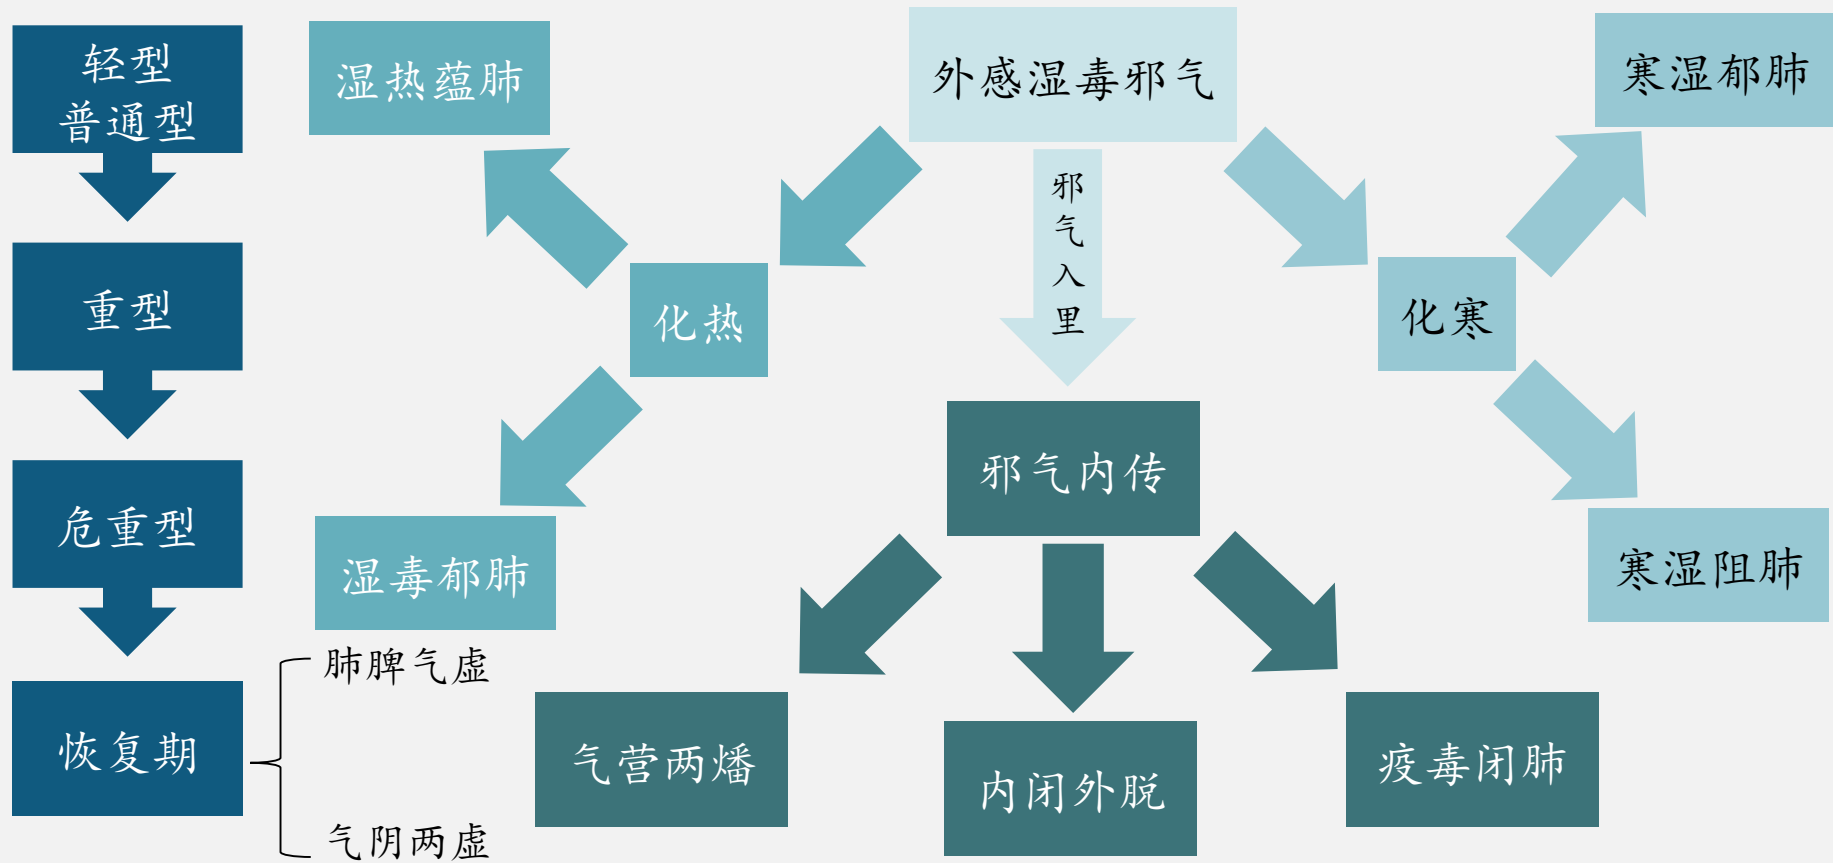 轻型
普通型
重型
危重型
恢复期
肺脾气虚
气阴两虚
湿热蕴肺
外感湿毒邪气
寒湿郁肺
邪气入里
化热
化寒
邪气内传
湿毒郁肺
寒湿阻肺
气营两燔
内闭外脱
疫毒闭肺